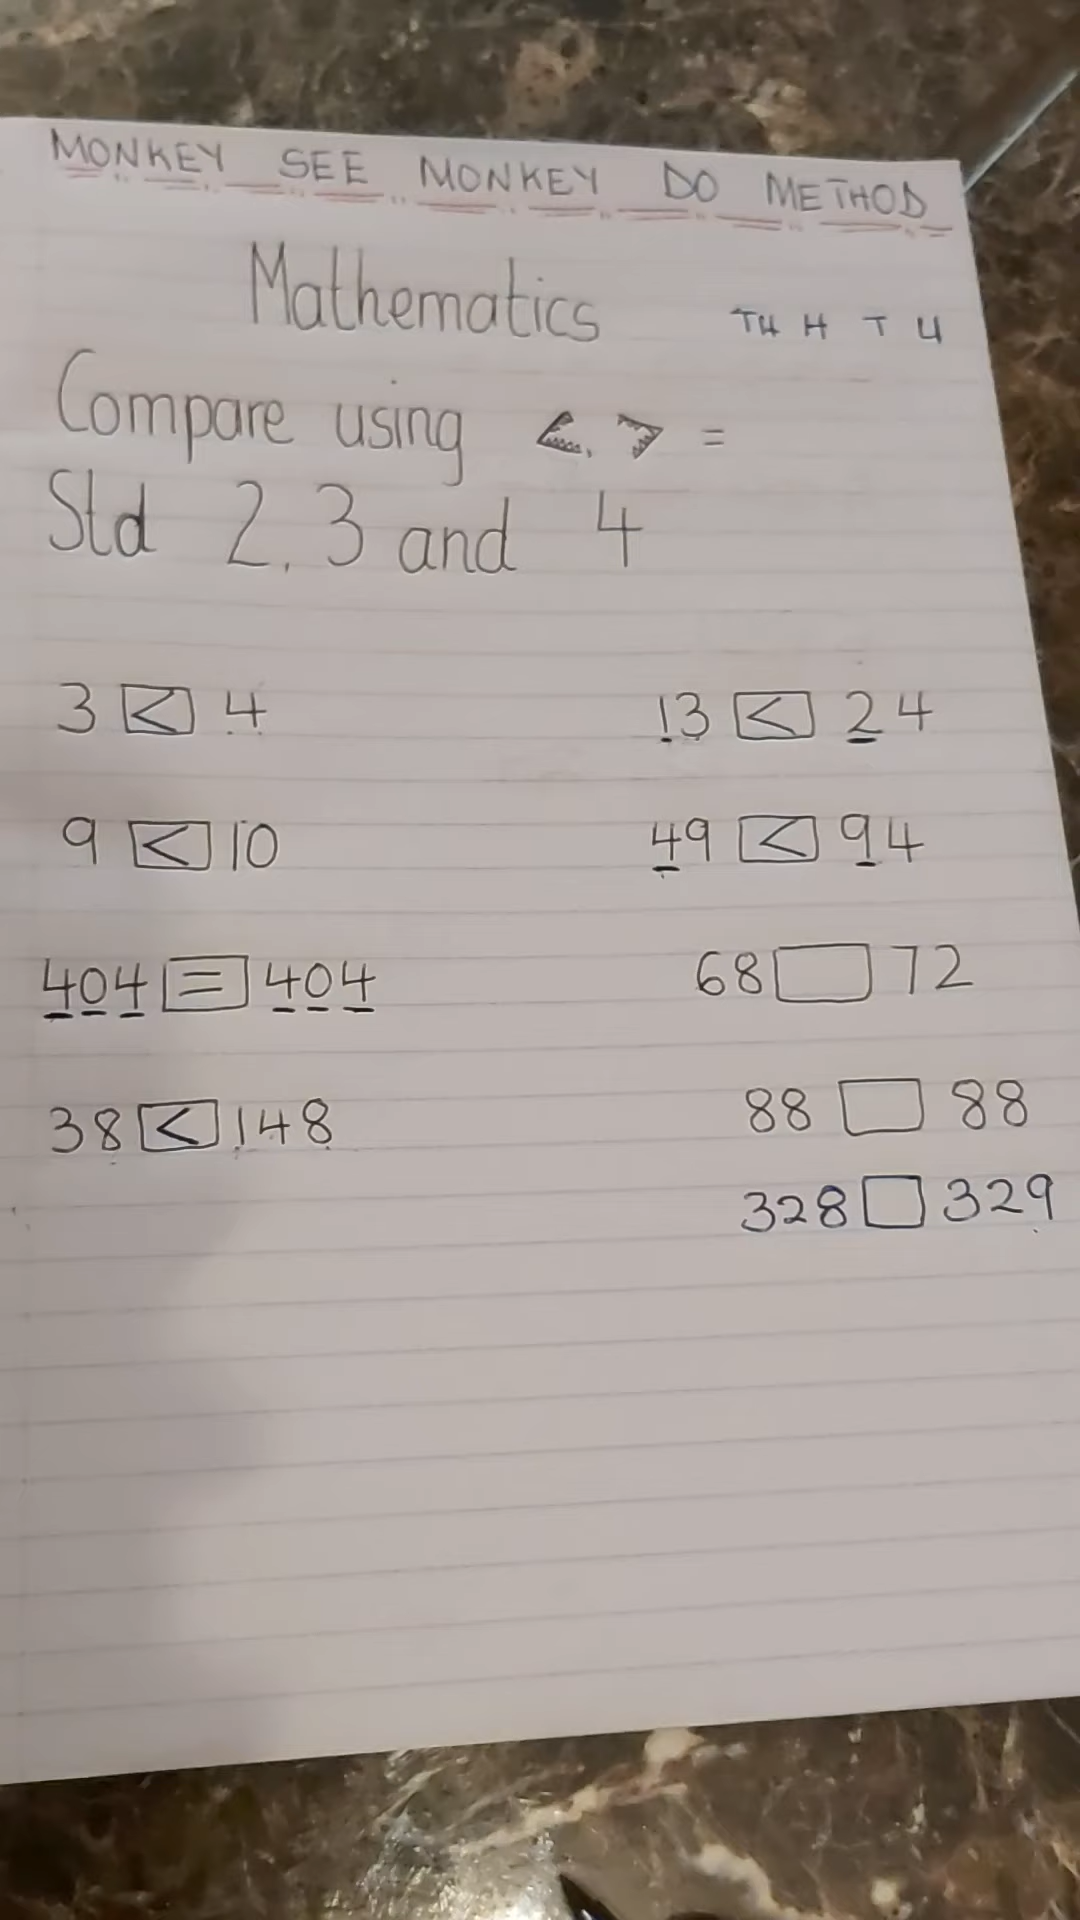 MONKEY SEE MONKEY DO METHOD
Mathematics TH H T U
Compare using <, > =
Std 2, 3 and 4
3 < 4 13 < 24
9 < 10 49 < 94
404 = 404 68 □ 72
38 < 148 88 □ 88
328 □ 329